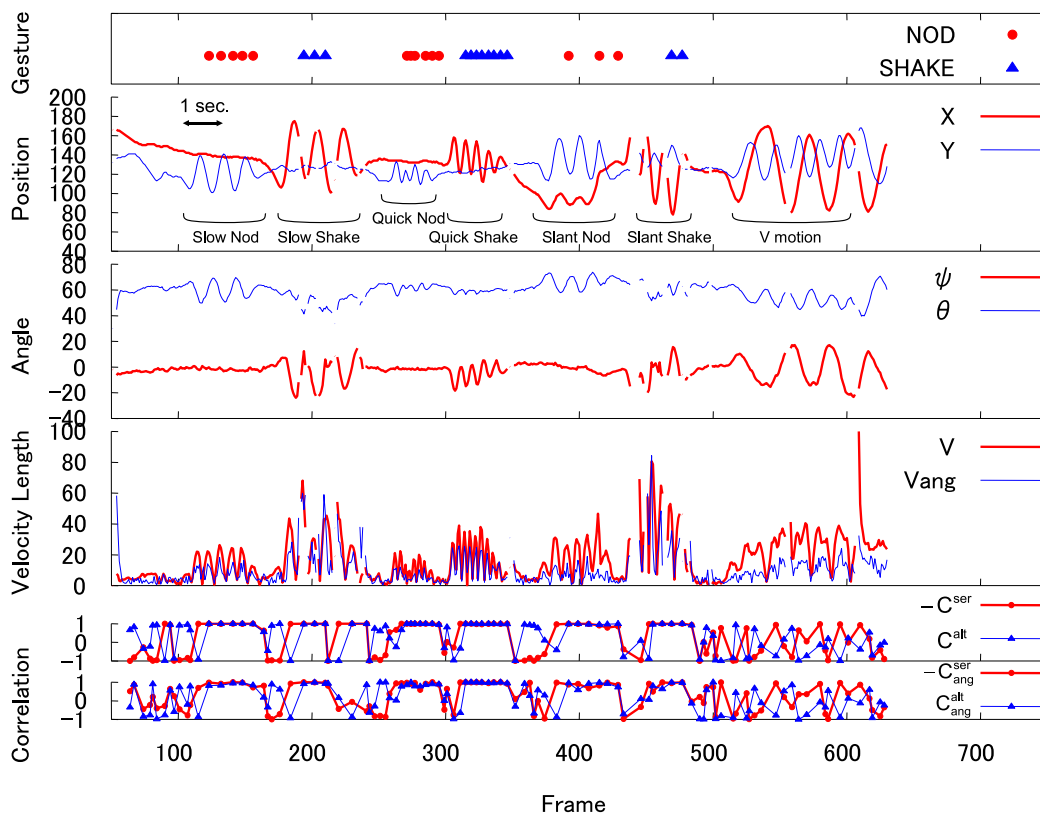 Gesture
NOD
SHAKE
Position
200
180
160
140
120
100
80
60
40
1 sec.
X
Y
Slow Nod
Slow Shake
Quick Nod
Quick Shake
Slant Nod
Slant Shake
V motion
Angle
80
60
40
20
0
−20
−40
ψ
θ
Velocity Length
100
80
60
40
20
0
V
Vang
Correlation
1
0
−1
−C^ser
C^alt
1
0
−1
−C^ser_ang
C^alt_ang
100 200 300 400 500 600 700
Frame